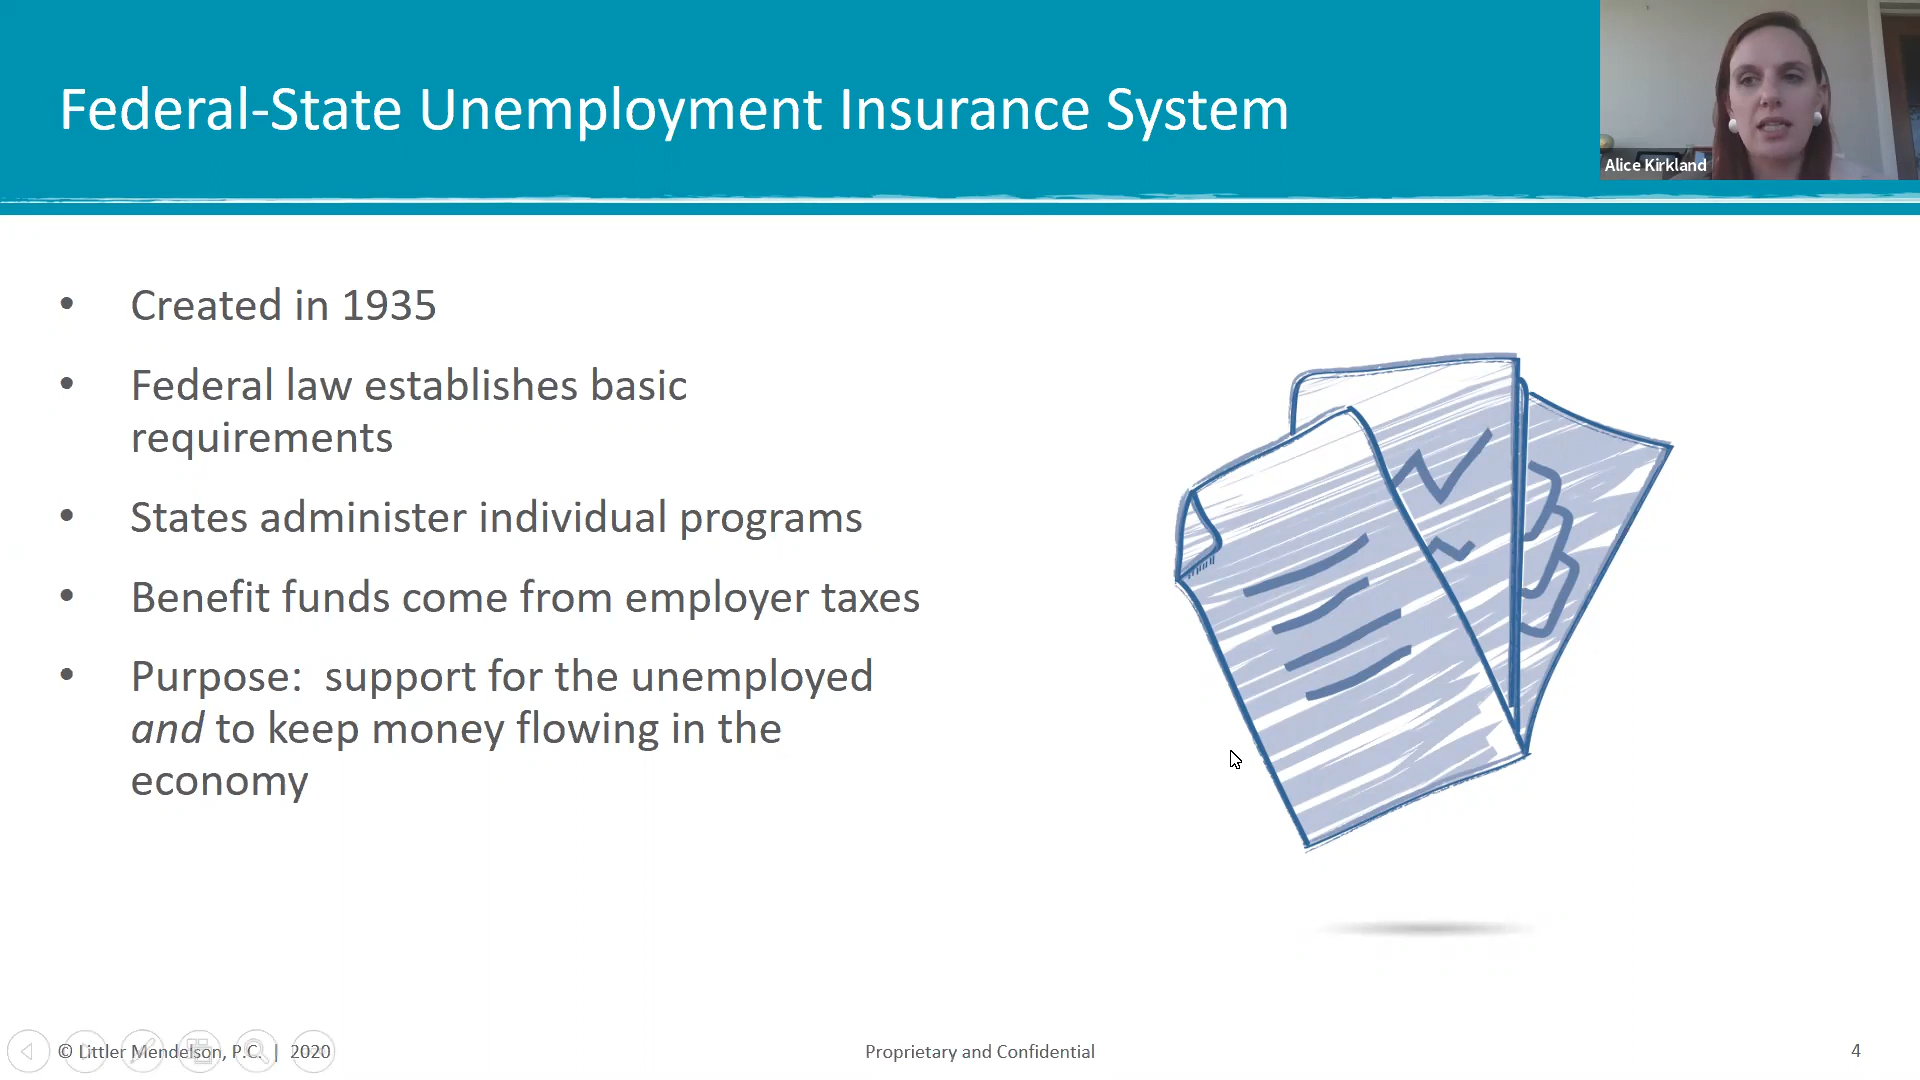 Federal-State Unemployment Insurance System
Alice Kirkland
• Created in 1935
• Federal law establishes basic
requirements
• States administer individual programs
• Benefit funds come from employer taxes
• Purpose:  support for the unemployed
and to keep money flowing in the
economy
© Littler Mendelson, P.C. | 2020
Proprietary and Confidential
4